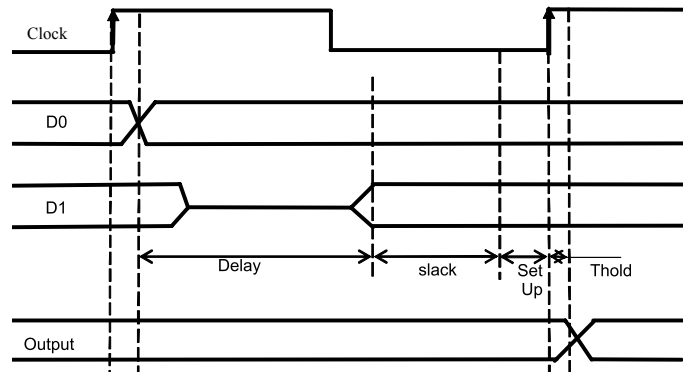 Clock
D0
D1
Delay
slack
Set
Up
Thold
Output